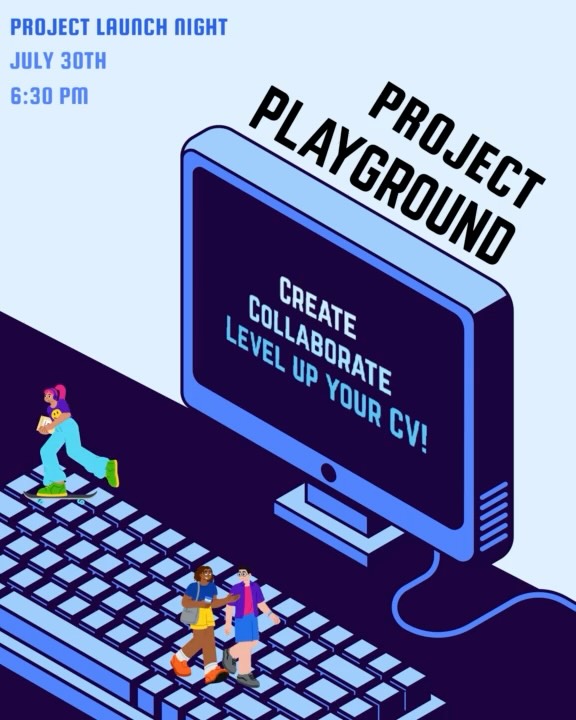 PROJECT LAUNCH NIGHT
JULY 30TH
6:30 PM
PROJECT
PLAYGROUND
CREATE
COLLABORATE
LEVEL UP YOUR CV!